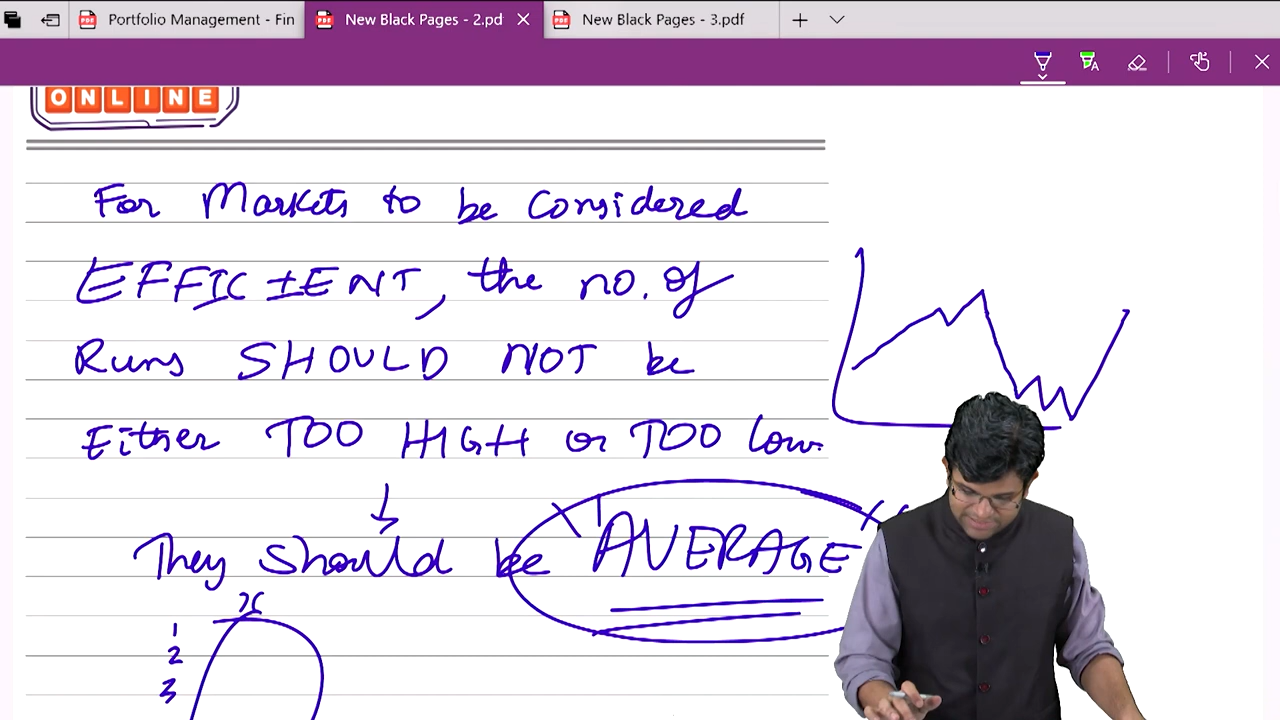 Portfolio Management - Fin
New Black Pages - 2.pd
New Black Pages - 3.pdf
ONLINE
For Markets to be Considered
EFFICIENT, the no. of
Runs SHOULD NOT be
Either TOO HIGH or TOO Low.
They should be "AVERAGE"
x
1
2
3